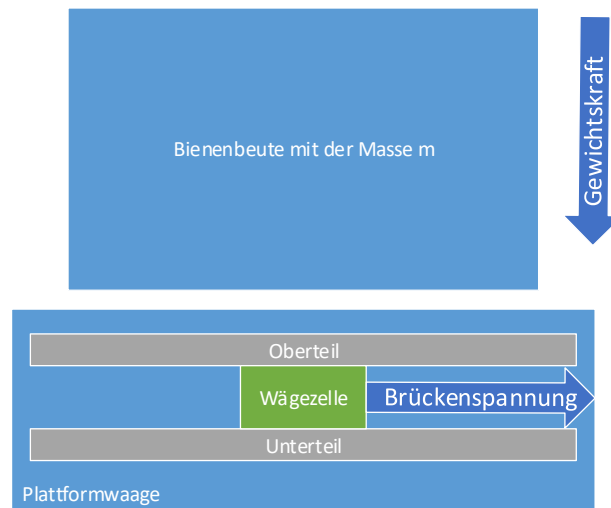 Bienenbeute mit der Masse m
Gewichtskraft
Oberteil
Wägezelle
Brückenspannung
Unterteil
Plattformwaage